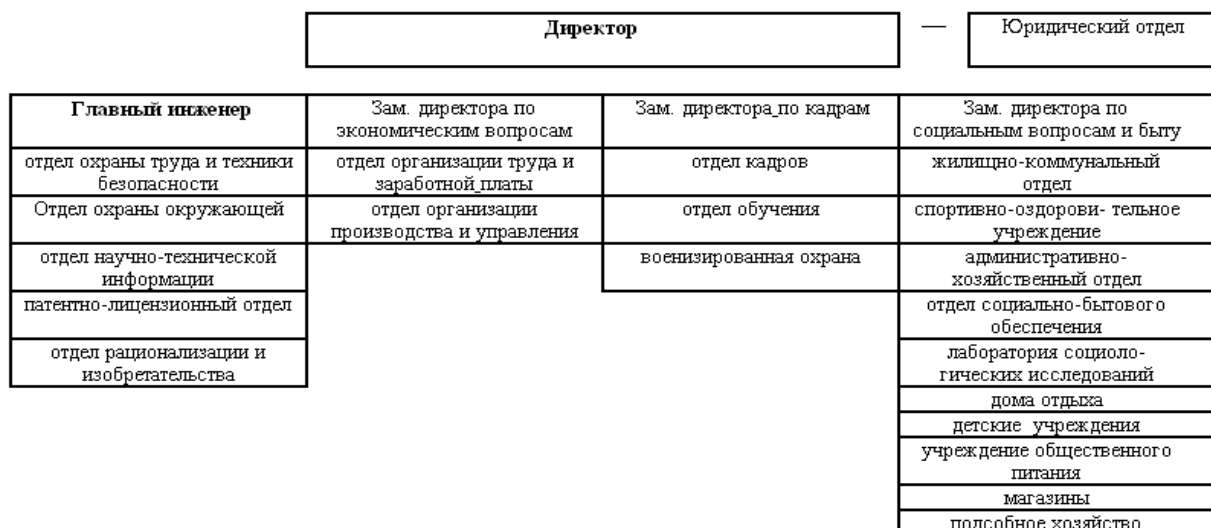 Директор
—
Юридический отдел
Главный инженер
Зам. директора по
экономическим вопросам
Зам. директора_по кадрам
Зам. директора по
социальным вопросам и быту
отдел охраны труда и техники
безопасности
отдел организации труда и
заработной_платы
отдел кадров
жилищно-коммунальный
отдел
Отдел охраны окружающей
отдел организации
производства и управления
отдел обучения
спортивно-оздорови- тельное
учреждение
отдел научно-технической
информации
военизированная охрана
административно-
хозяйственный отдел
патентно-лицензионный отдел
отдел социально-бытового
обеспечения
отдел рационализации и
изобретательства
лаборатория социоло-
гических исследований
дома отдыха
детские учреждения
учреждение общественного
питания
магазины
подсобное хозяйство